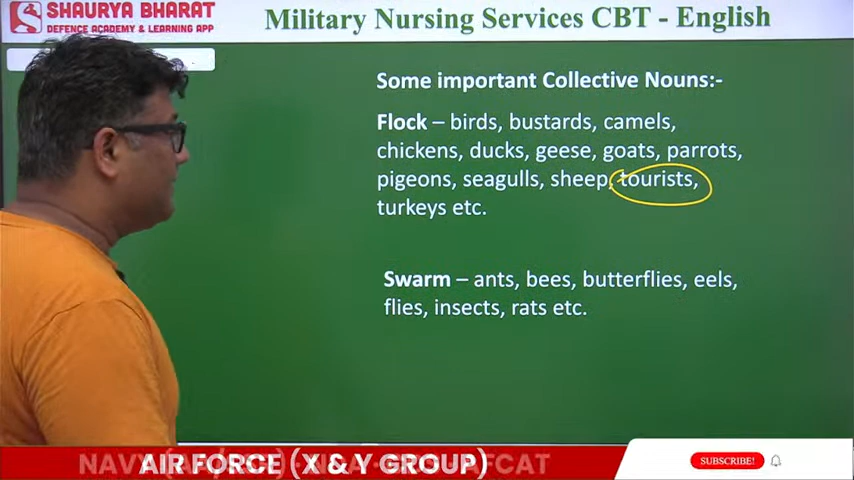 SHAURYA BHARAT
DEFENCE ACADEMY & LEARNING APP
Military Nursing Services CBT - English
Some important Collective Nouns:-
Flock – birds, bustards, camels,
chickens, ducks, geese, goats, parrots,
pigeons, seagulls, sheep, tourists,
turkeys etc.
Swarm – ants, bees, butterflies, eels,
flies, insects, rats etc.
AIR FORCE (X & Y GROUP)
SUBSCRIBE!